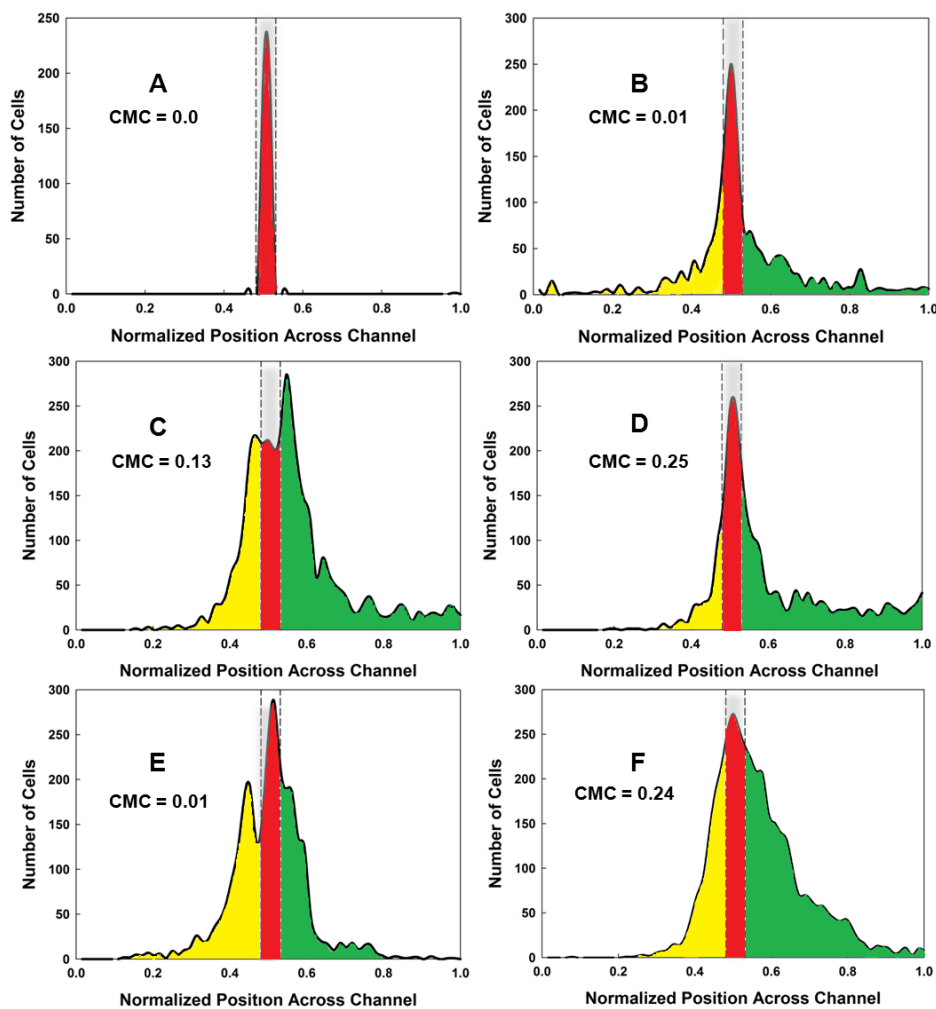 250
200
150
100
50
0
Number of Cells
A
CMC = 0.0
0.0 0.2 0.4 0.6 0.8 1.0
Normalized Position Across Channel
300
250
200
150
100
50
0
Number of Cells
B
CMC = 0.01
0.0 0.2 0.4 0.6 0.8 1.0
Normalized Position Across Channel
300
250
200
150
100
50
0
Number of Cells
C
CMC = 0.13
0.0 0.2 0.4 0.6 0.8 1.0
Normalized Position Across Channel
300
250
200
150
100
50
0
Number of Cells
D
CMC = 0.25
0.0 0.2 0.4 0.6 0.8 1.0
Normalized Position Across Channel
300
250
200
150
100
50
0
Number of Cells
E
CMC = 0.01
0.0 0.2 0.4 0.6 0.8 1.0
Normalized Position Across Channel
300
250
200
150
100
50
0
Number of Cells
F
CMC = 0.24
0.0 0.2 0.4 0.6 0.8 1.0
Normalized Position Across Channel